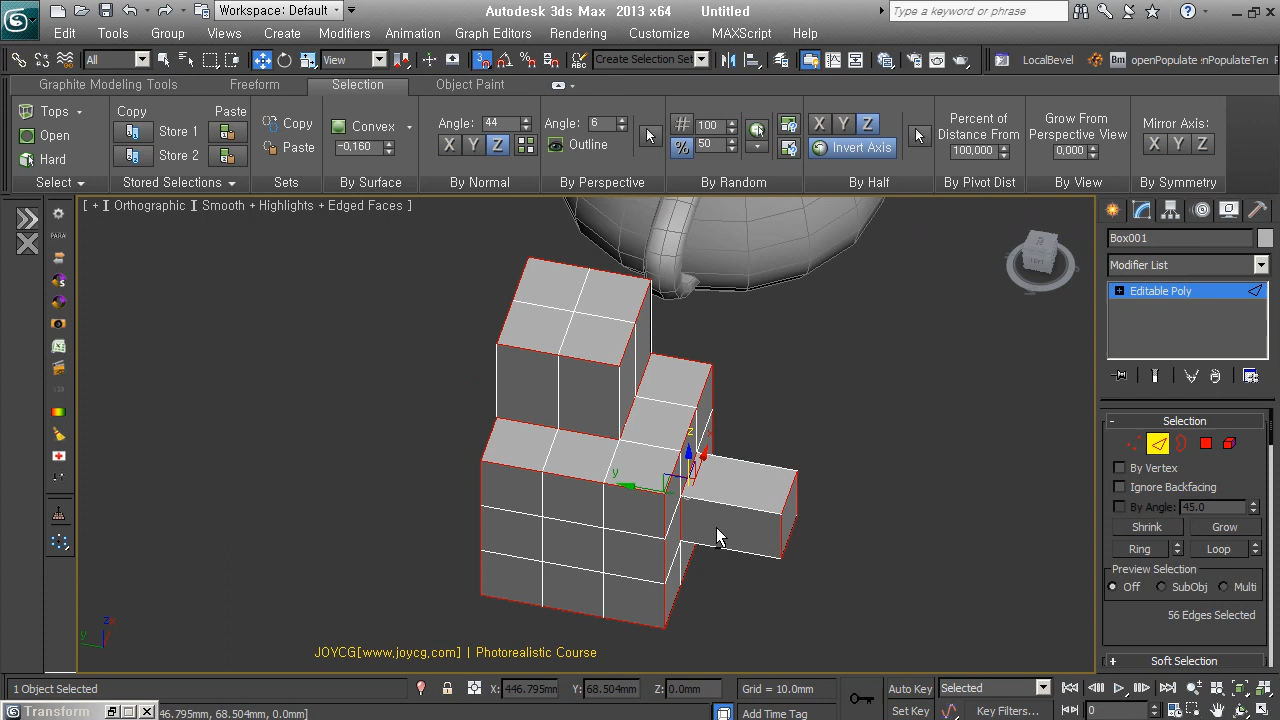 Workspace: Default
Autodesk 3ds Max 2013 x64 Untitled
Type a keyword or phrase
Edit Tools Group Views Create Modifiers Animation Graph Editors Rendering Customize MAXScript Help
All View Create Selection Set LocalBevel openPopulate
Graphite Modeling Tools Freeform Selection Object Paint
Tops Copy Paste
Open Store 1
Hard Store 2
Copy
Paste
Convex
-0,160
Angle: 44
X Y Z
Angle: 6
Outline
100
50
X Y Z
Invert Axis
Percent of
Distance From
100,000
Grow From
Perspective View
0,000
Mirror Axis:
X Y Z
Select Stored Selections Sets By Surface By Normal By Perspective By Random By Half By Pivot Dist By View By Symmetry
[ + ] [ Orthographic ] [ Smooth + Highlights + Edged Faces ]
PARA
Box001
Modifier List
Editable Poly
- Selection
By Vertex
Ignore Backfacing
By Angle: 45.0
Shrink Grow
Ring Loop
Preview Selection
Off SubObj Multi
56 Edges Selected
+ Soft Selection
z
y
z x
y
JOYCG[www.joycg.com] | Photorealistic Course
1 Object Selected X: 446.795mm Y: 68.504mm Z: 0.0mm Grid = 10.0mm Auto Key Selected
Transform 46.795mm, 68.504mm, 0.0mm] Add Time Tag Set Key Key Filters... 0